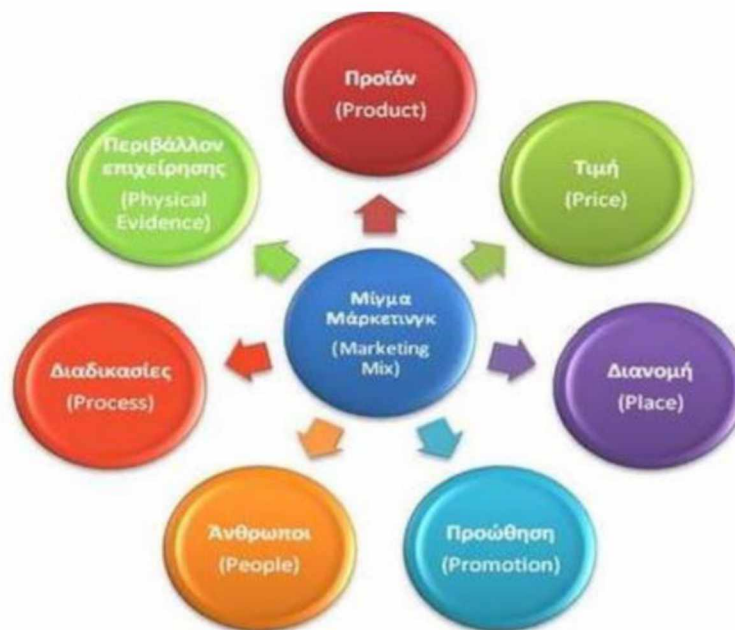 Προϊόν
(Product)
Τιμή
(Price)
Διανομή
(Place)
Προώθηση
(Promotion)
Άνθρωποι
(People)
Διαδικασίες
(Process)
Περιβάλλον
επιχείρησης
(Physical
Evidence)
Μίγμα
Μάρκετινγκ
(Marketing
Mix)